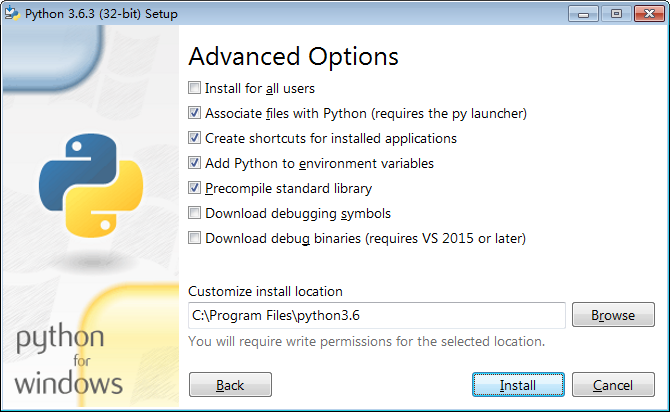 Python 3.6.3 (32-bit) Setup
Advanced Options
Install for all users
Associate files with Python (requires the py launcher)
Create shortcuts for installed applications
Add Python to environment variables
Precompile standard library
Download debugging symbols
Download debug binaries (requires VS 2015 or later)
Customize install location
C:\Program Files\python3.6
Browse
You will require write permissions for the selected location.
python
for
windows
Back
Install
Cancel